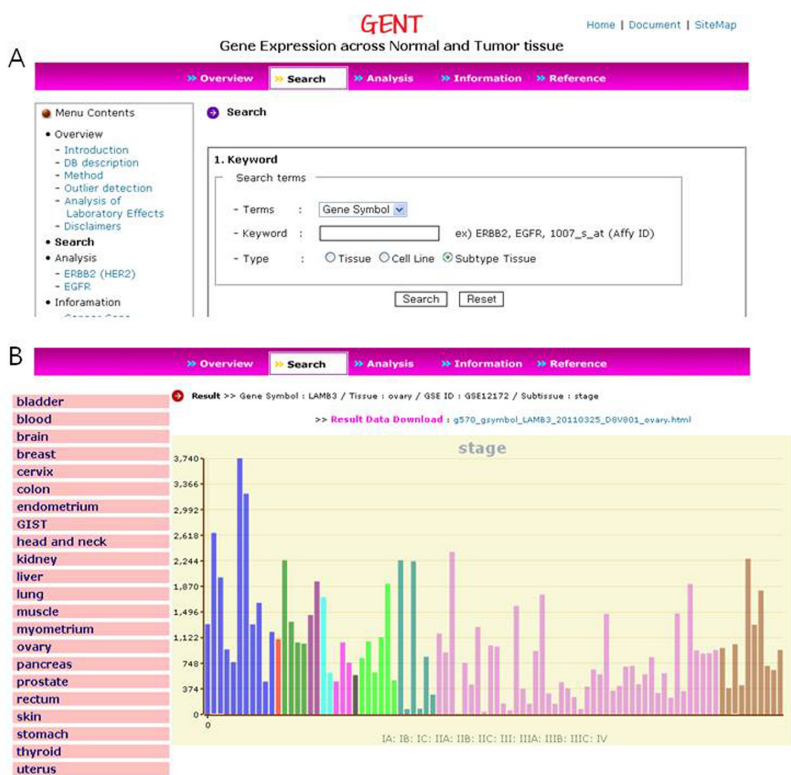 GENT
Home | Document | SiteMap
Gene Expression across Normal and Tumor tissue
A
>> Overview >> Search >> Analysis >> Information >> Reference
Menu Contents
• Overview
- Introduction
- DB description
- Method
- Outlier detection
- Analysis of
Laboratory Effects
- Disclaimers
• Search
• Analysis
- ERBB2 (HER2)
- EGFR
• Inforamation
Search
1. Keyword
Search terms
- Terms : Gene Symbol
- Keyword : ex) ERBB2, EGFR, 1007_s_at (Affy ID)
- Type : Tissue Cell Line Subtype Tissue
Search Reset
B
>> Overview >> Search >> Analysis >> Information >> Reference
bladder
blood
brain
breast
cervix
colon
endometrium
GIST
head and neck
kidney
liver
lung
muscle
myometrium
ovary
pancreas
prostate
rectum
skin
stomach
thyroid
uterus
Result >> Gene Symbol : LAMB3 / Tissue : ovary / GSE ID : GSE12172 / Subtissue : stage
>> Result Data Download : g570_gsymbol_LAMB3_20110325_D8V801_ovary.html
stage
3,740
3,366
2,992
2,618
2,244
1,870
1,496
1,122
748
374
0
0
IA: IB: IC: IIA: IIB: IIC: III: IIIA: IIIB: IIIC: IV